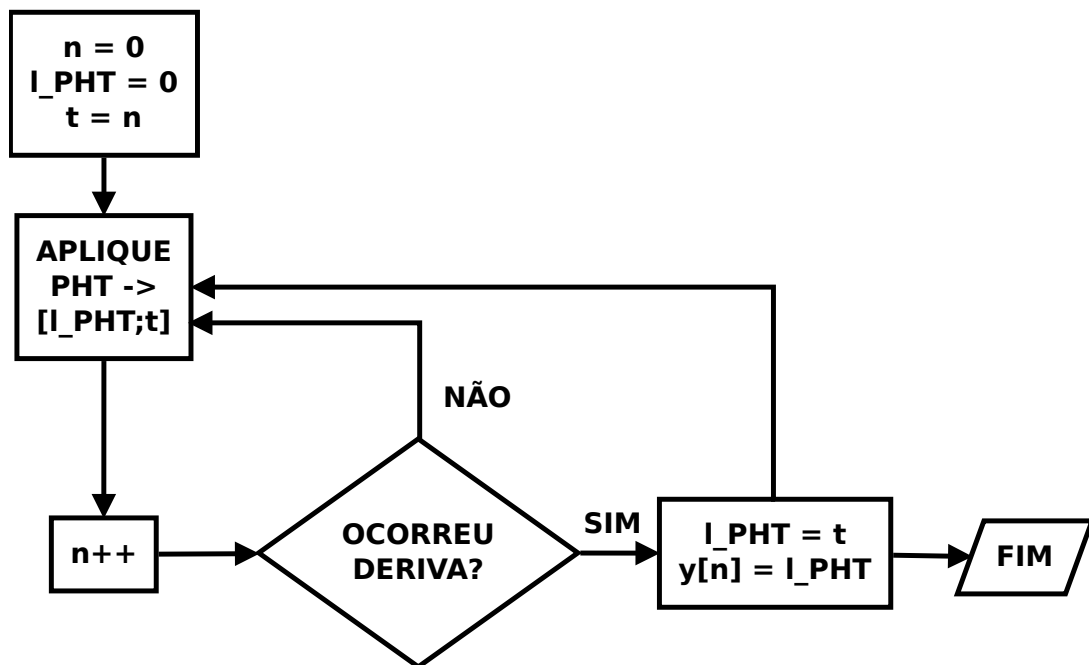 n = 0
l_PHT = 0
t = n
APLIQUE
PHT ->
[l_PHT;t]
NÃO
n++
OCORREU
DERIVA?
SIM
l_PHT = t
y[n] = l_PHT
FIM